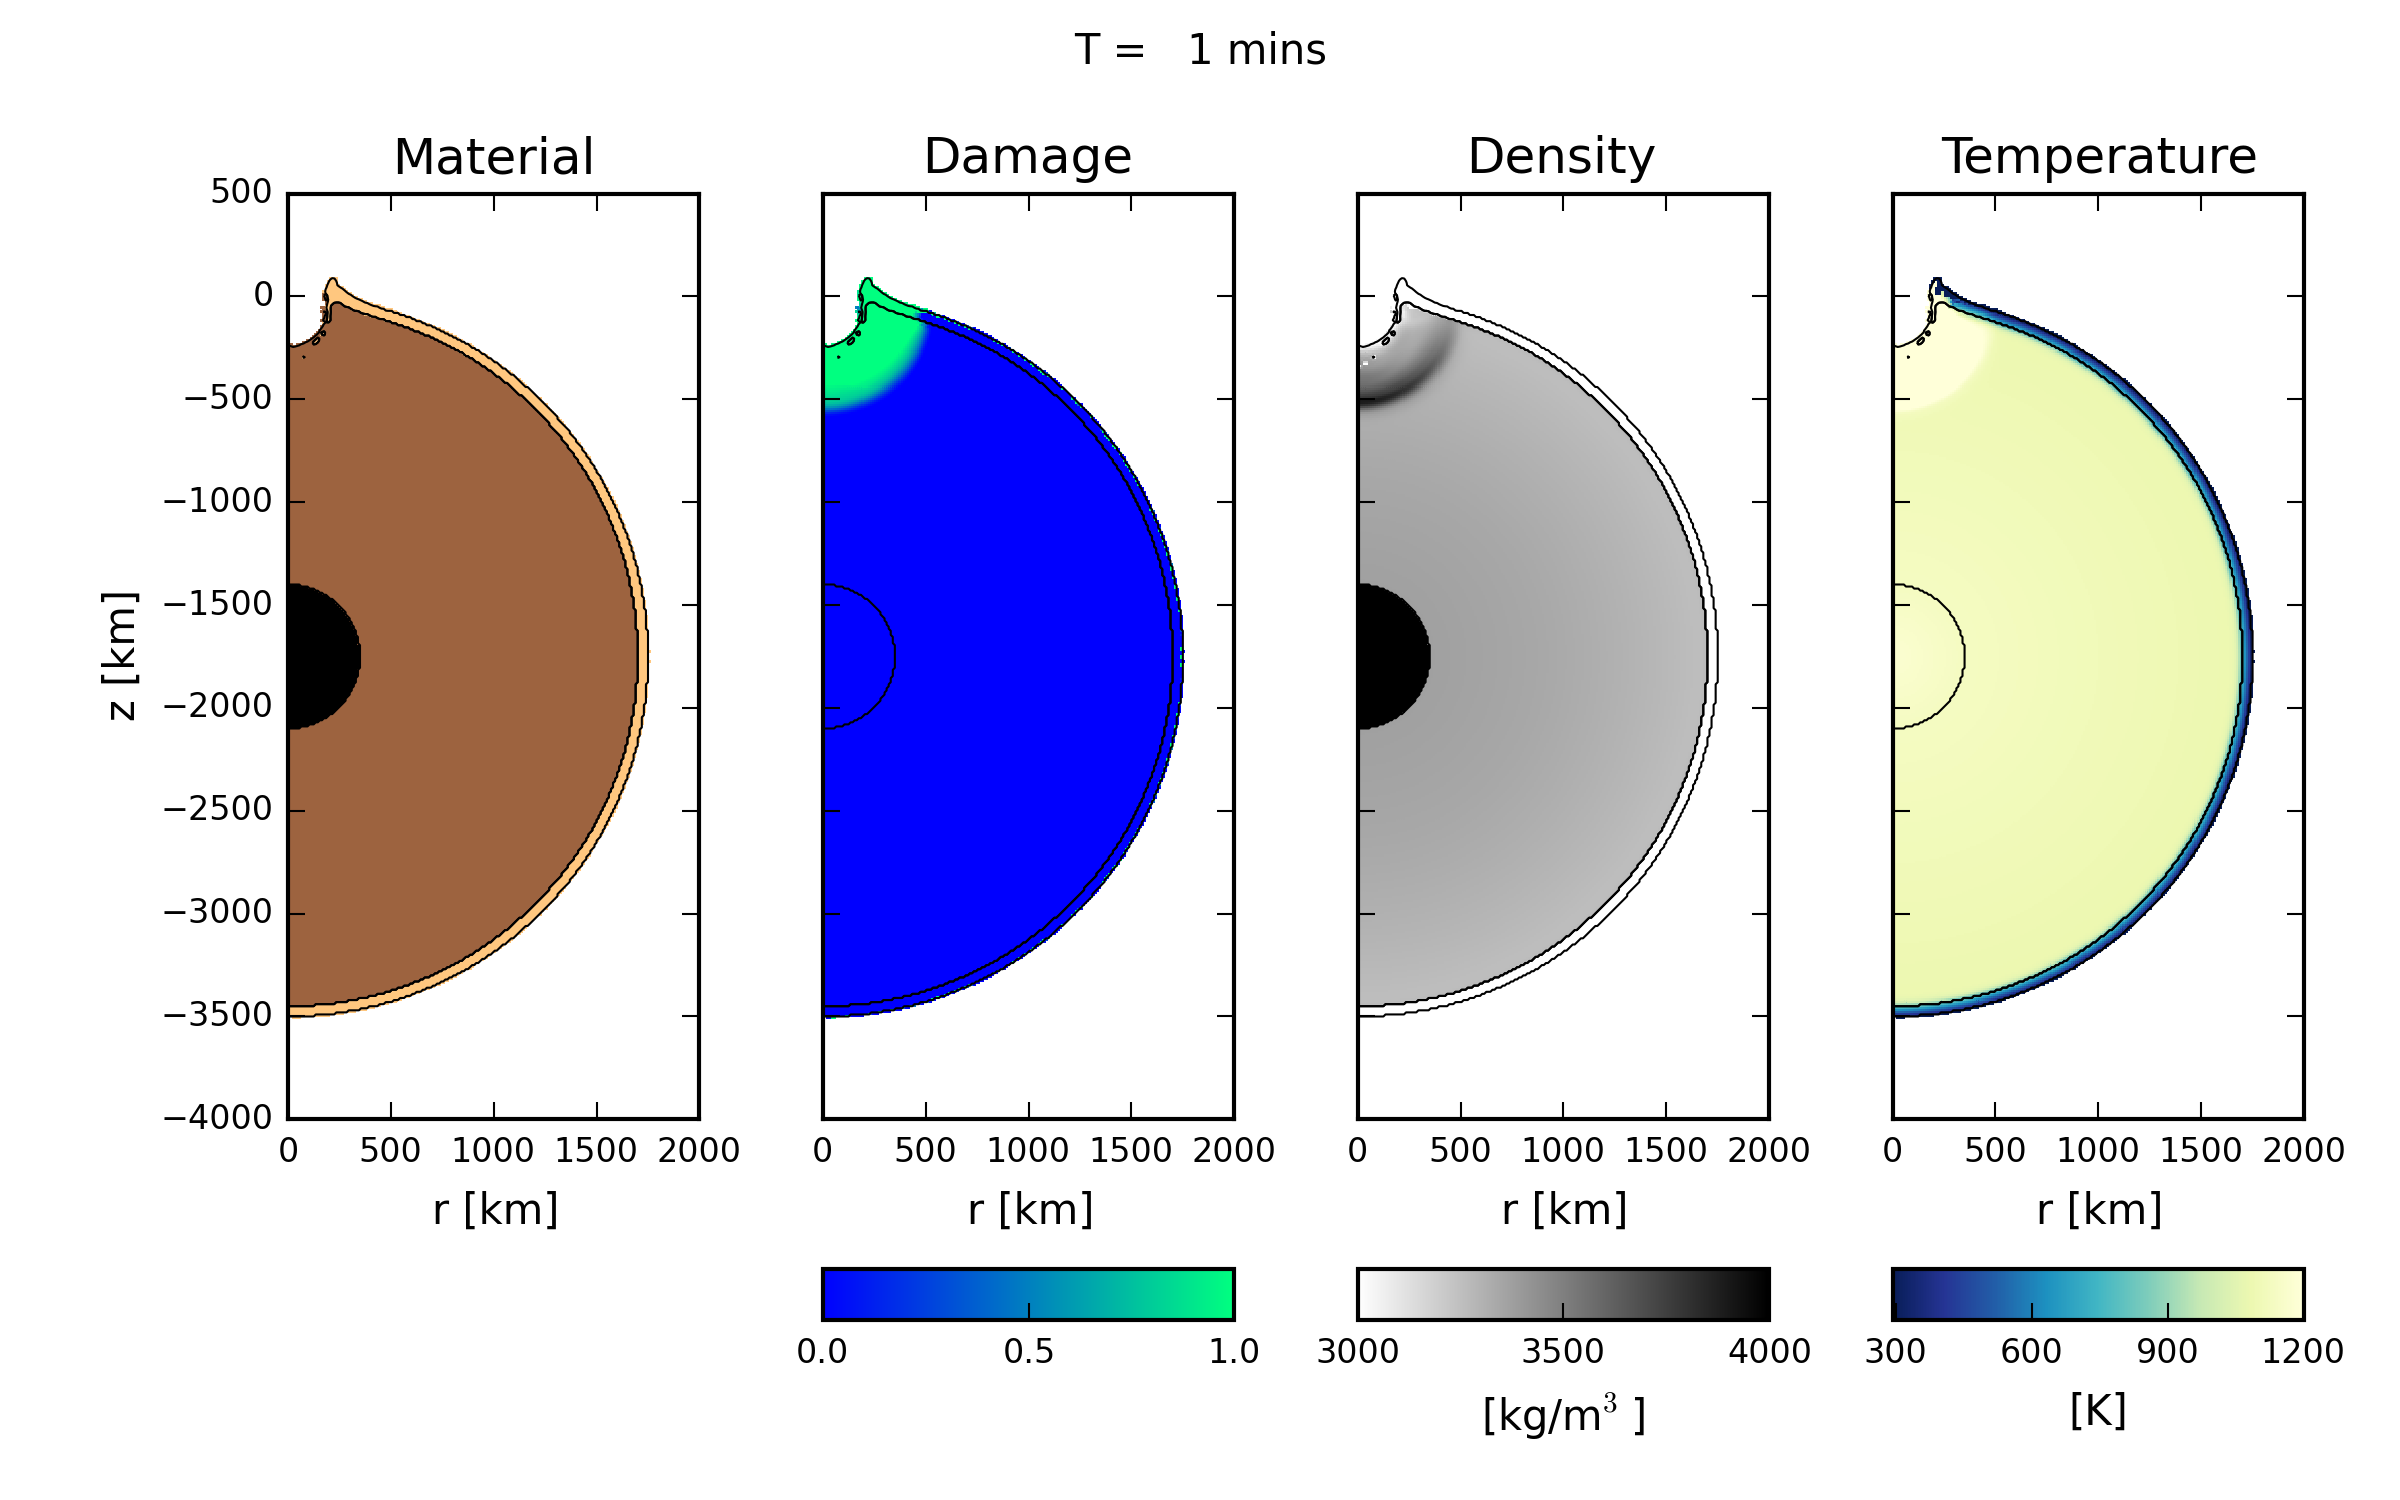 T =   1 mins
Material
Damage
Density
Temperature
500
0
−500
−1000
−1500
−2000
−2500
−3000
−3500
−4000
z [km]
0 500 1000 1500 2000
0 500 1000 1500 2000
0 500 1000 1500 2000
0 500 1000 1500 2000
r [km]
r [km]
r [km]
r [km]
0.0 0.5 1.0
3000 3500 4000
300 600 900 1200
[kg/m³ ]
[K]